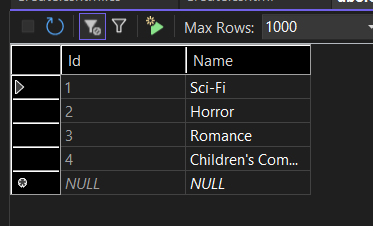 Max Rows: 1000
Id Name
1 Sci-Fi
2 Horror
3 Romance
4 Children's Com...
NULL NULL